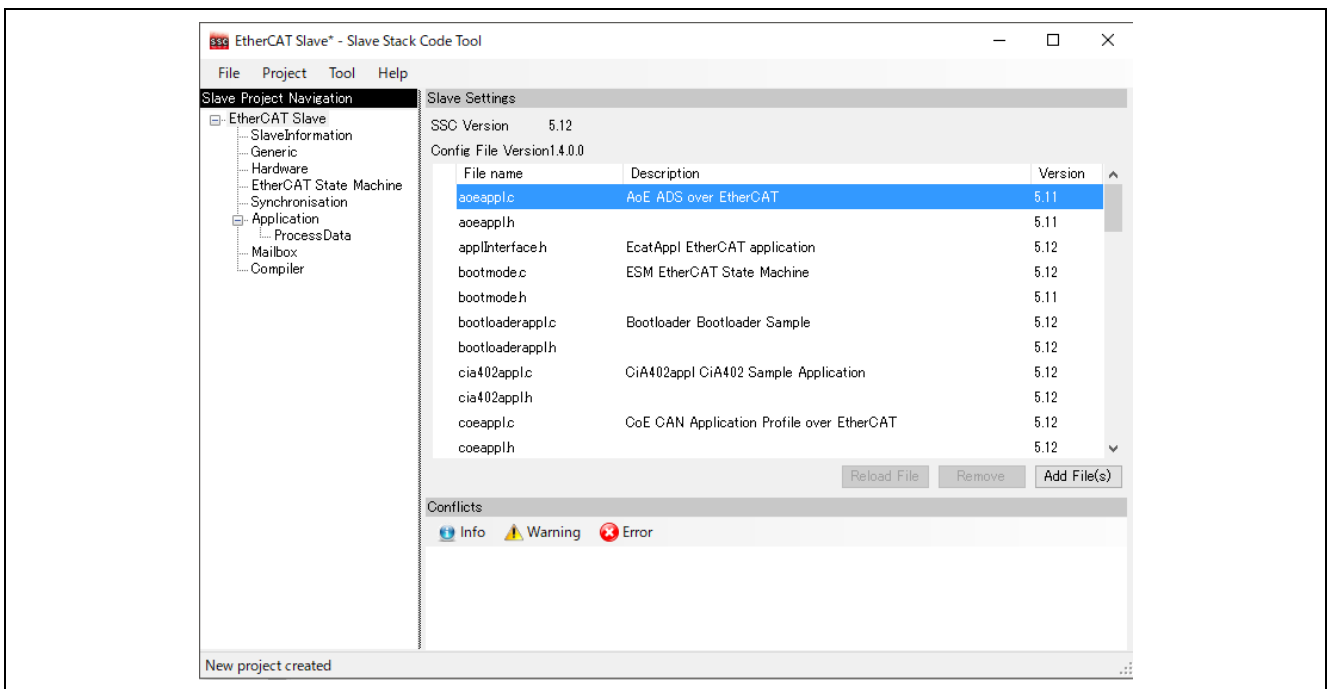 SSC EtherCAT Slave* - Slave Stack Code Tool
File Project Tool Help
Slave Project Navigation
EtherCAT Slave
SlaveInformation
Generic
Hardware
EtherCAT State Machine
Synchronisation
Application
ProcessData
Mailbox
Compiler
Slave Settings
SSC Version 5.12
Config File Version1.4.0.0
File name Description Version
aoeappl.c AoE ADS over EtherCAT 5.11
aoeappl.h 5.11
applInterface.h EcatAppl EtherCAT application 5.12
bootmode.c ESM EtherCAT State Machine 5.12
bootmode.h 5.11
bootloaderappl.c Bootloader Bootloader Sample 5.12
bootloaderappl.h 5.12
cia402appl.c CiA402appl CiA402 Sample Application 5.12
cia402appl.h 5.12
coeappl.c CoE CAN Application Profile over EtherCAT 5.12
coeappl.h 5.12
Reload File Remove Add File(s)
Conflicts
Info Warning Error
New project created